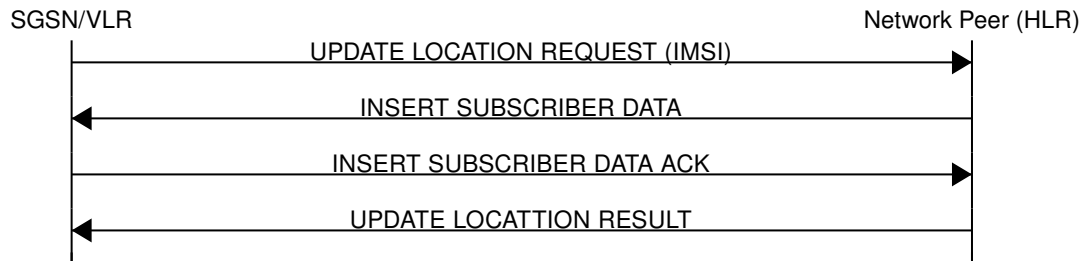 SGSN/VLR
Network Peer (HLR)
UPDATE LOCATION REQUEST (IMSI)
INSERT SUBSCRIBER DATA
INSERT SUBSCRIBER DATA ACK
UPDATE LOCATTION RESULT